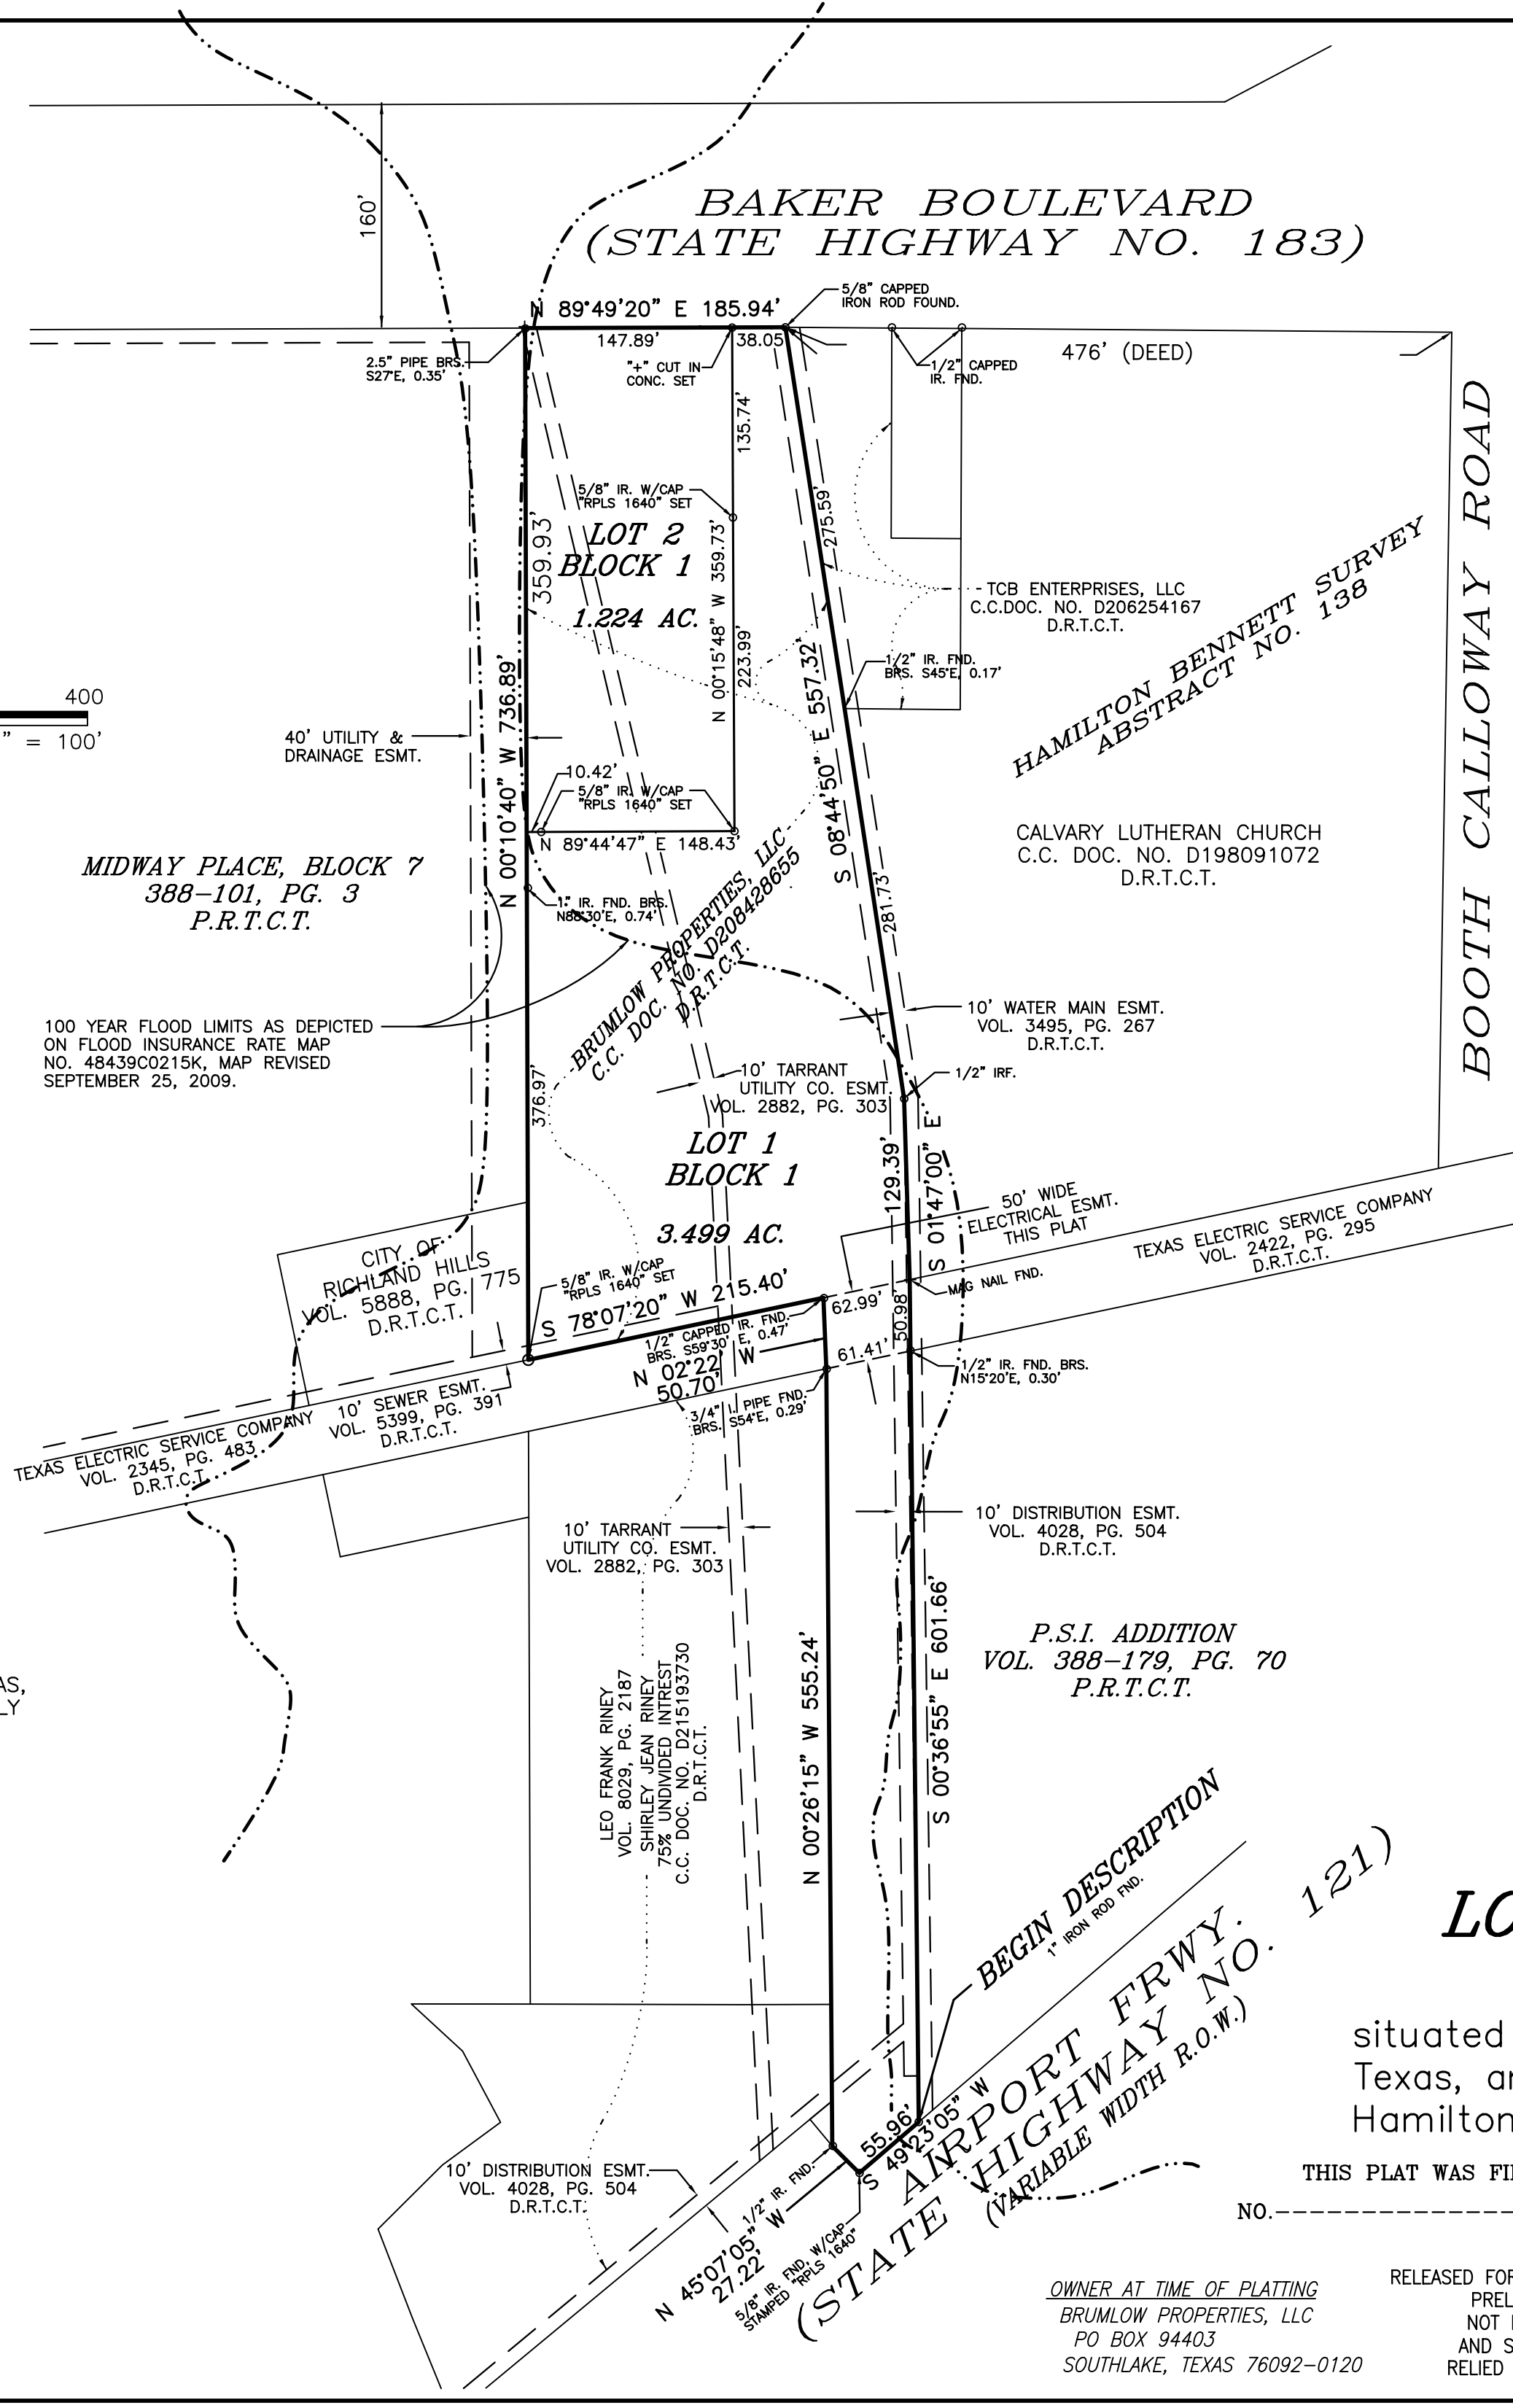 160'
BAKER BOULEVARD
(STATE HIGHWAY NO. 183)
5/8" CAPPED
IRON ROD FOUND.
N 89°49'20" E 185.94'
147.89'
38.05'
2.5" PIPE BRS.
S27°E, 0.35'
"+" CUT IN
CONC. SET
1/2" CAPPED
IR. FND.
476' (DEED)
BOOTH CALLOWAY ROAD
135.74'
5/8" IR. W/CAP
"RPLS 1640" SET
LOT 2
BLOCK 1
1.224 AC.
359.93'
N 00°15'48" W 359.73'
223.99'
275.59'
TCB ENTERPRISES, LLC
C.C.DOC. NO. D206254167
D.R.T.C.T.
HAMILTON BENNETT SURVEY
ABSTRACT NO. 138
1/2" IR. FND.
BRS. S45°E, 0.17'
S 08°44'50" E 557.32'
400
" = 100'
40' UTILITY &
DRAINAGE ESMT.
N 00°10'40" W 736.89'
10.42'
5/8" IR. W/CAP
"RPLS 1640" SET
N 89°44'47" E 148.43'
CALVARY LUTHERAN CHURCH
C.C. DOC. NO. D198091072
D.R.T.C.T.
MIDWAY PLACE, BLOCK 7
388-101, PG. 3
P.R.T.C.T.
1" IR. FND. BRS.
N88°30'E, 0.74'
BRUMLOW PROPERTIES, LLC
C.C. DOC. NO. D208428655
D.R.T.C.T.
281.73'
100 YEAR FLOOD LIMITS AS DEPICTED
ON FLOOD INSURANCE RATE MAP
NO. 48439C0215K, MAP REVISED
SEPTEMBER 25, 2009.
10' WATER MAIN ESMT.
VOL. 3495, PG. 267
D.R.T.C.T.
1/2" IRF.
376.97'
10' TARRANT
UTILITY CO. ESMT.
VOL. 2882, PG. 303
LOT 1
BLOCK 1
3.499 AC.
129.39'
S 01°47'00" E
50' WIDE
ELECTRICAL ESMT.
THIS PLAT
TEXAS ELECTRIC SERVICE COMPANY
VOL. 2422, PG. 295
D.R.T.C.T.
CITY OF
RICHLAND HILLS
VOL. 5888, PG. 775
D.R.T.C.T.
5/8" IR. W/CAP
"RPLS 1640" SET
S 78°07'20" W 215.40'
MAG NAIL FND.
62.99'
50.98'
1/2" CAPPED IR. FND.
BRS. S59°30' E, 0.47'
N 02°22' W
50.70'
61.41'
1/2" IR. FND. BRS.
N15°20'E, 0.30'
3/4" I. PIPE FND.
BRS. S54°E, 0.29'
TEXAS ELECTRIC SERVICE COMPANY
VOL. 2345, PG. 483
D.R.T.C.T.
10' SEWER ESMT.
VOL. 5399, PG. 391
D.R.T.C.T.
10' TARRANT
UTILITY CO. ESMT.
VOL. 2882, PG. 303
10' DISTRIBUTION ESMT.
VOL. 4028, PG. 504
D.R.T.C.T.
P.S.I. ADDITION
VOL. 388-179, PG. 70
P.R.T.C.T.
AS,
LY
LEO FRANK RINEY
VOL. 8029, PG. 2187
SHIRLEY JEAN RINEY
75% UNDIVIDED INTREST
C.C. DOC. NO. D215193730
D.R.T.C.T.
N 00°26'15" W 555.24'
S 00°36'55" E 601.66'
BEGIN DESCRIPTION
1" IRON ROD FND.
AIRPORT FRWY.
(STATE HIGHWAY NO. 121)
(VARIABLE WIDTH R.O.W.)
55.96'
S 49°23'05" W
1/2" IR. FND.
N 45°07'05" W
27.22'
5/8" IR. FND, W/CAP
STAMPED "RPLS 1640"
10' DISTRIBUTION ESMT.
VOL. 4028, PG. 504
D.R.T.C.T.
LO
situated
Texas, an
Hamilton
THIS PLAT WAS FI
NO.
OWNER AT TIME OF PLATTING
BRUMLOW PROPERTIES, LLC
PO BOX 94403
SOUTHLAKE, TEXAS 76092-0120
RELEASED FOR
PREL
NOT
AND S
RELIED